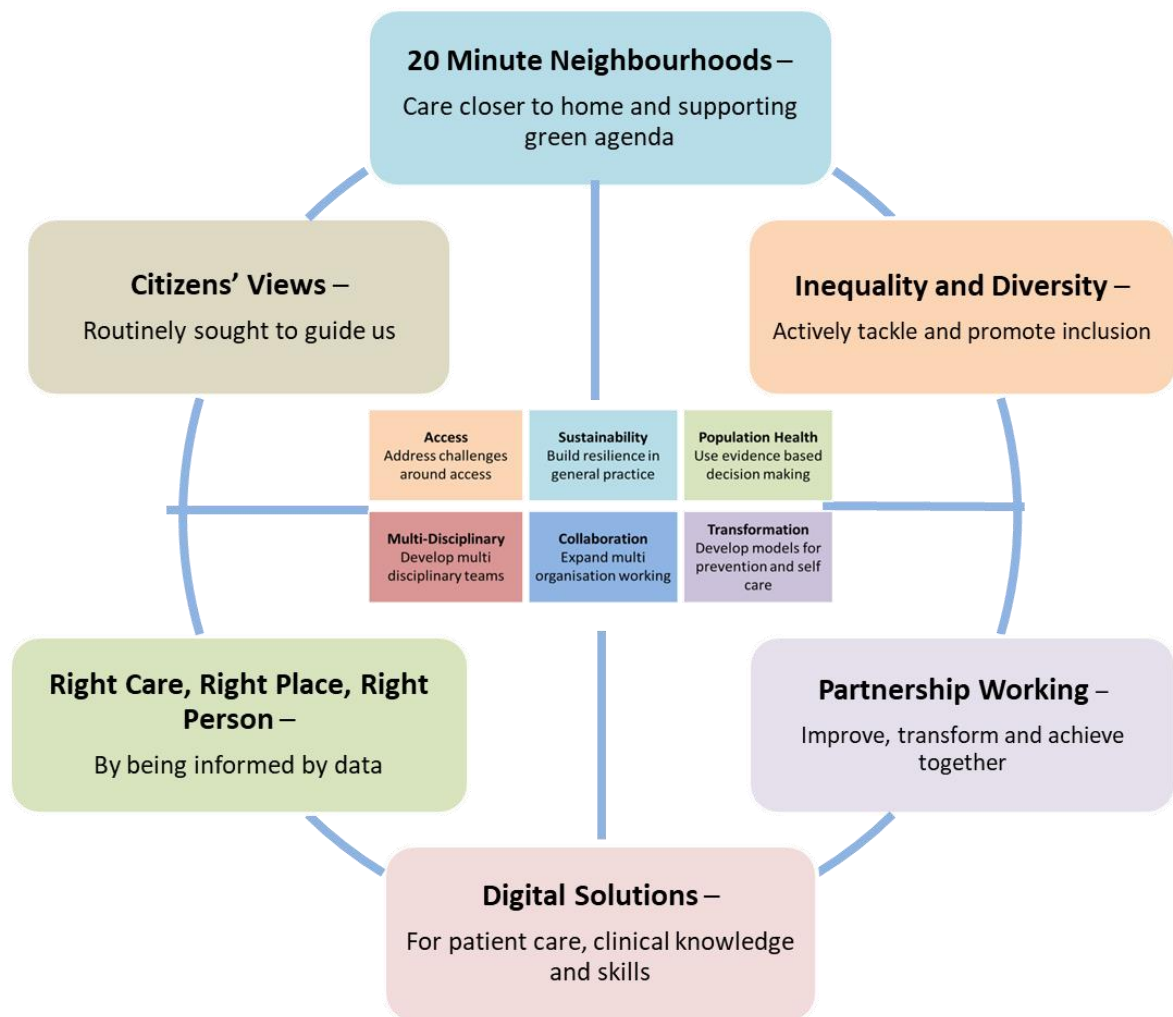 20 Minute Neighbourhoods –
Care closer to home and supporting
green agenda
Citizens’ Views –
Routinely sought to guide us
Inequality and Diversity –
Actively tackle and promote inclusion
Access
Address challenges
around access
Sustainability
Build resilience in
general practice
Population Health
Use evidence based
decision making
Multi-Disciplinary
Develop multi
disciplinary teams
Collaboration
Expand multi
organisation working
Transformation
Develop models for
prevention and self
care
Right Care, Right Place, Right
Person –
By being informed by data
Partnership Working –
Improve, transform and achieve
together
Digital Solutions –
For patient care, clinical knowledge
and skills